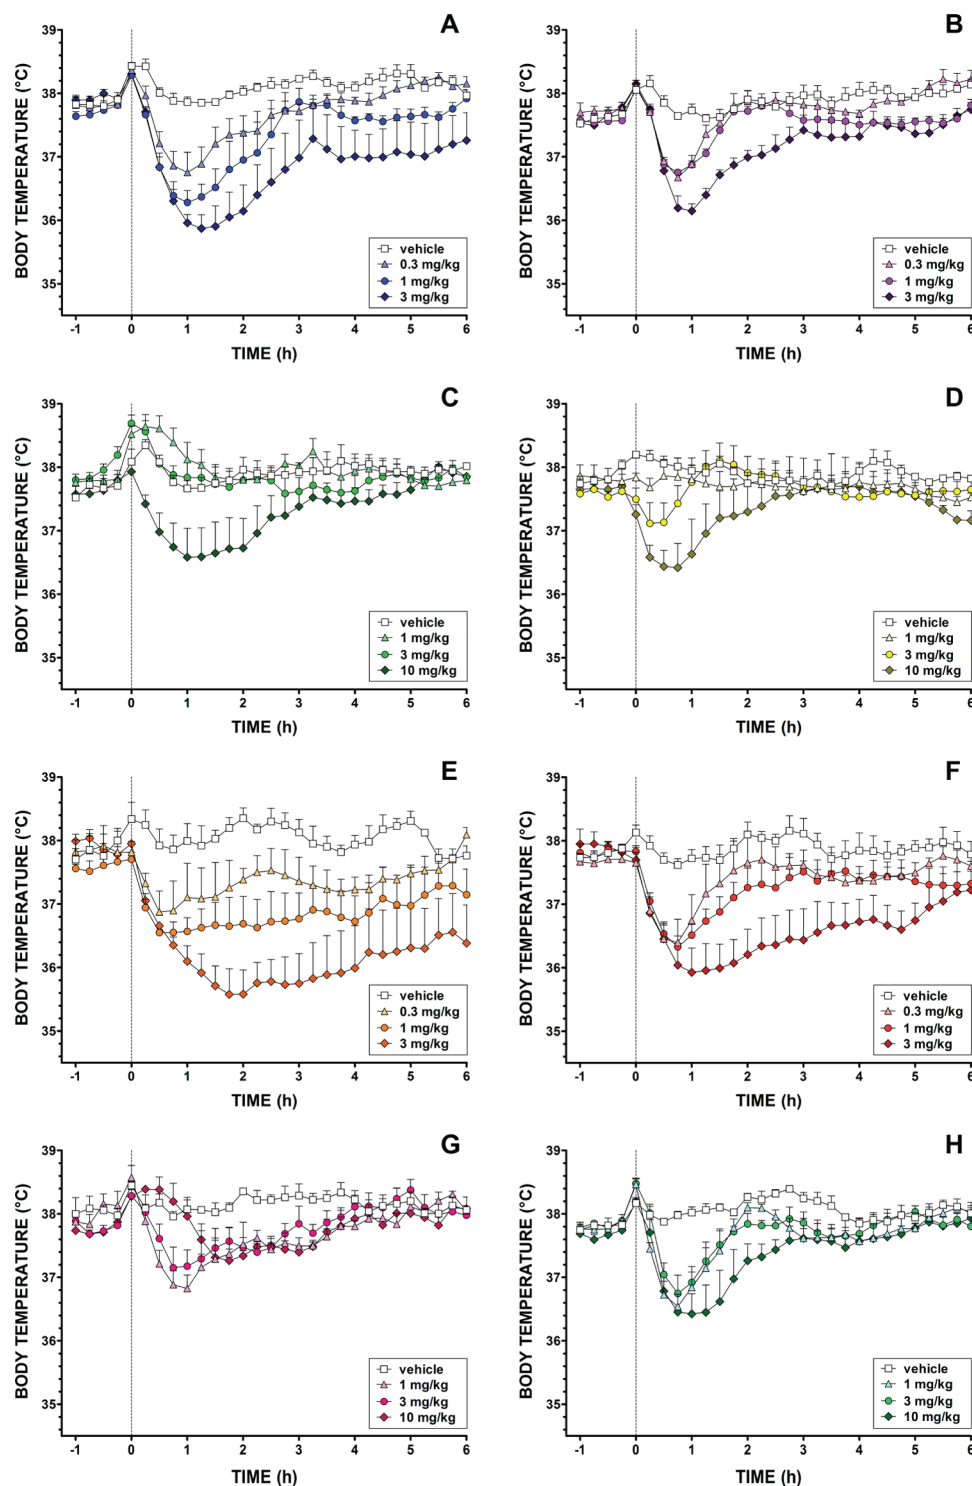 A
BODY TEMPERATURE (°C)
39
38
37
36
35
-1 0 1 2 3 4 5 6
TIME (h)
vehicle
0.3 mg/kg
1 mg/kg
3 mg/kg
B
BODY TEMPERATURE (°C)
39
38
37
36
35
-1 0 1 2 3 4 5 6
TIME (h)
vehicle
0.3 mg/kg
1 mg/kg
3 mg/kg
C
BODY TEMPERATURE (°C)
39
38
37
36
35
-1 0 1 2 3 4 5 6
TIME (h)
vehicle
1 mg/kg
3 mg/kg
10 mg/kg
D
BODY TEMPERATURE (°C)
39
38
37
36
35
-1 0 1 2 3 4 5 6
TIME (h)
vehicle
1 mg/kg
3 mg/kg
10 mg/kg
E
BODY TEMPERATURE (°C)
39
38
37
36
35
-1 0 1 2 3 4 5 6
TIME (h)
vehicle
0.3 mg/kg
1 mg/kg
3 mg/kg
F
BODY TEMPERATURE (°C)
39
38
37
36
35
-1 0 1 2 3 4 5 6
TIME (h)
vehicle
0.3 mg/kg
1 mg/kg
3 mg/kg
G
BODY TEMPERATURE (°C)
39
38
37
36
35
-1 0 1 2 3 4 5 6
TIME (h)
vehicle
1 mg/kg
3 mg/kg
10 mg/kg
H
BODY TEMPERATURE (°C)
39
38
37
36
35
-1 0 1 2 3 4 5 6
TIME (h)
vehicle
1 mg/kg
3 mg/kg
10 mg/kg